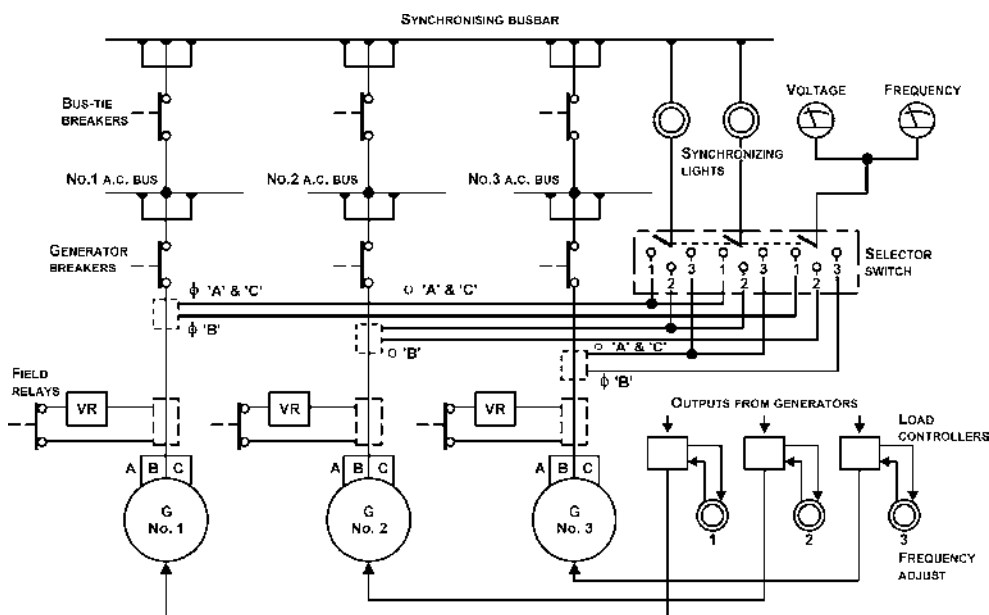 SYNCHRONISING BUSBAR
BUS-TIE
BREAKERS
VOLTAGE
FREQUENCY
SYNCHRONIZING
LIGHTS
NO.1 A.C. BUS
NO.2 A.C. BUS
NO.3 A.C. BUS
GENERATOR
BREAKERS
SELECTOR
SWITCH
1 2 3 1 2 3 1 2 3
ϕ 'A' & 'C'
ϕ 'B'
O 'A' & 'C'
O 'B'
O 'A' & 'C'
ϕ 'B'
FIELD
RELAYS
VR
VR
VR
OUTPUTS FROM GENERATORS
LOAD
CONTROLLERS
A B C
A B C
A B C
G
NO. 1
G
NO. 2
G
NO. 3
1
2
3
FREQUENCY
ADJUST